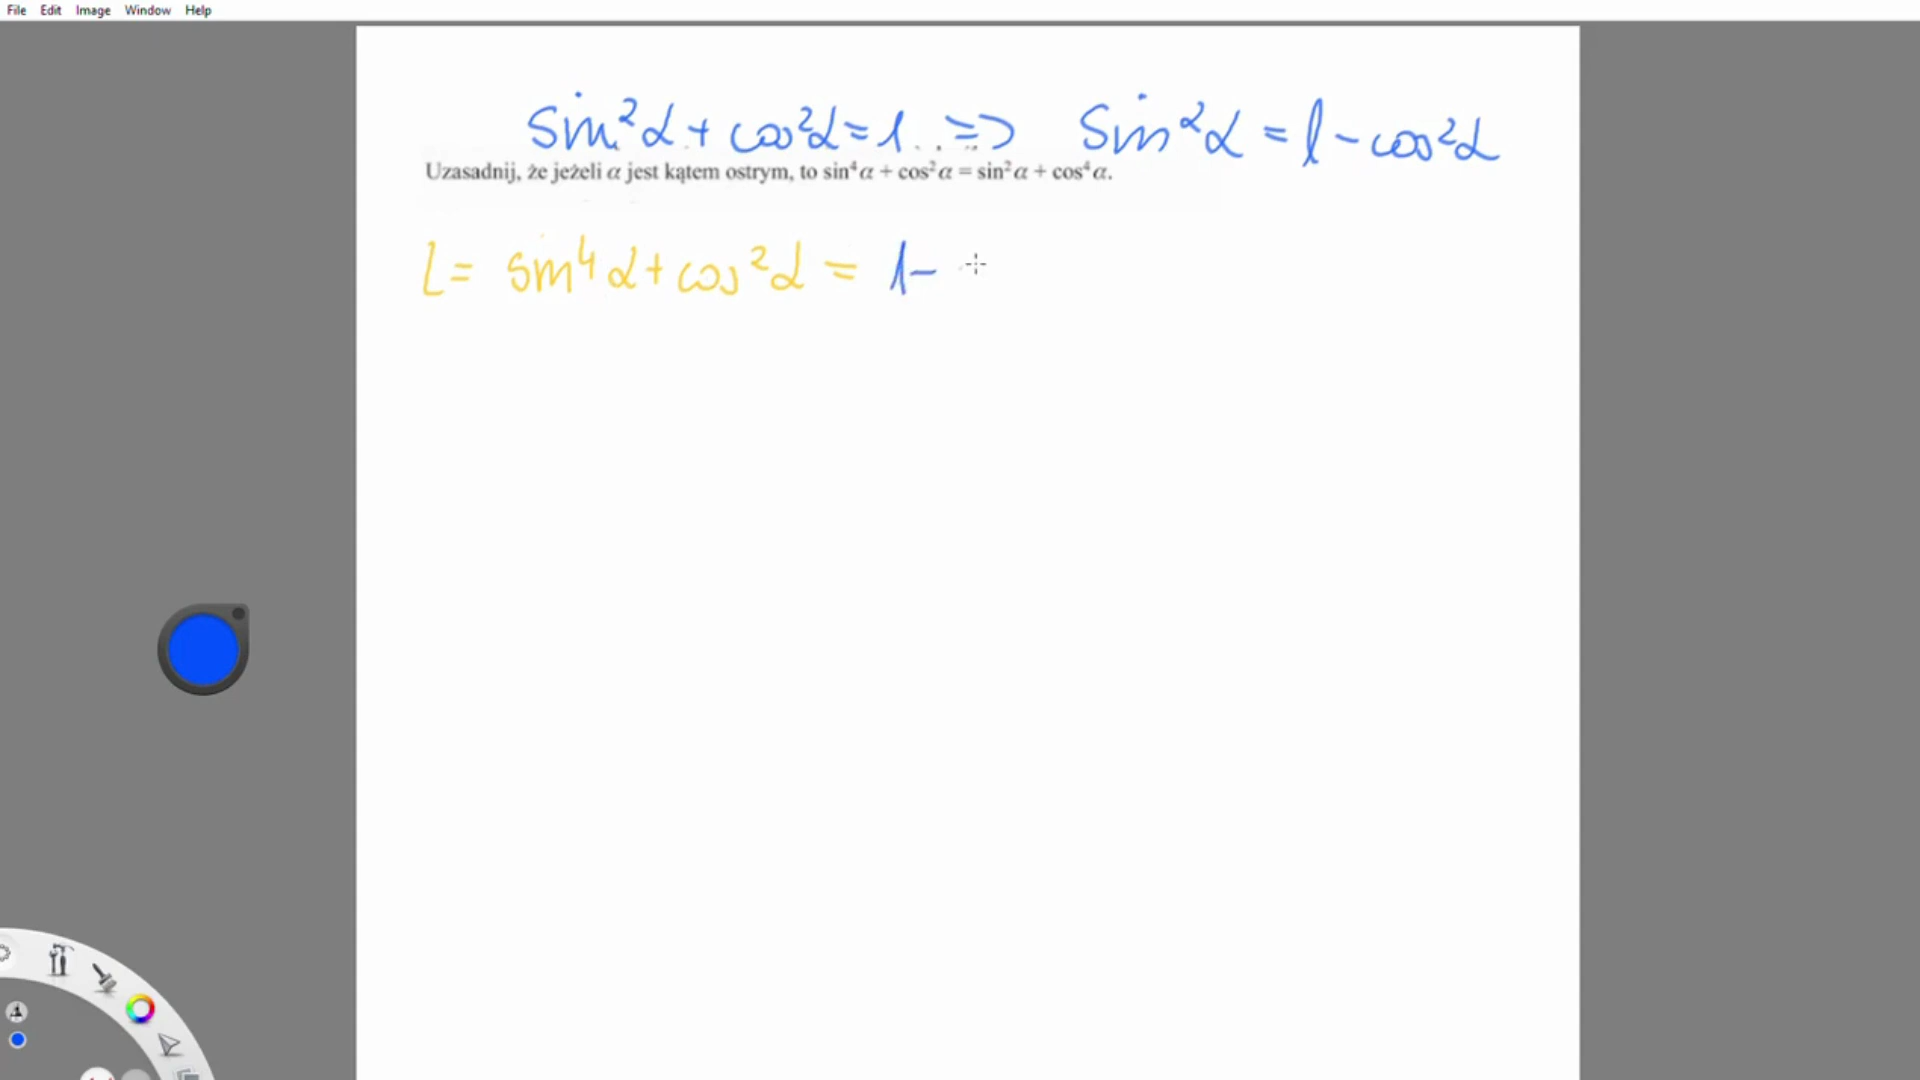 File Edit Image Window Help
sin²α + cos²α = 1 => sin²α = 1 - cos²α
Uzasadnij, że jeżeli α jest kątem ostrym, to sin⁴α + cos²α = sin²α + cos⁴α.
L = sin⁴α + cos²α = 1 -